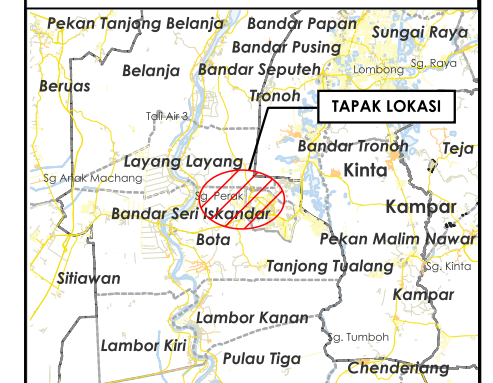 Pekan Tanjong Belanja
Bandar Papan
Sungai Raya
Bandar Pusing
Belanja
Bandar Seputeh
Lombong
Sg. Raya
Beruas
Tronoh
TAPAK LOKASI
Tali Air 3
Bandar Tronoh
Teja
Layang Layang
Kinta
Sg Ariak Machang
Sg. Perak
Kampar
Bandar Seri Iskandar
Bota
Pekan Malim Nawar
Tanjong Tualang
Sg. Kinta
Sitiawan
Kampar
Lambor Kanan
Sg. Tumboh
Lambor Kiri
Pulau Tiga
Chenderiang